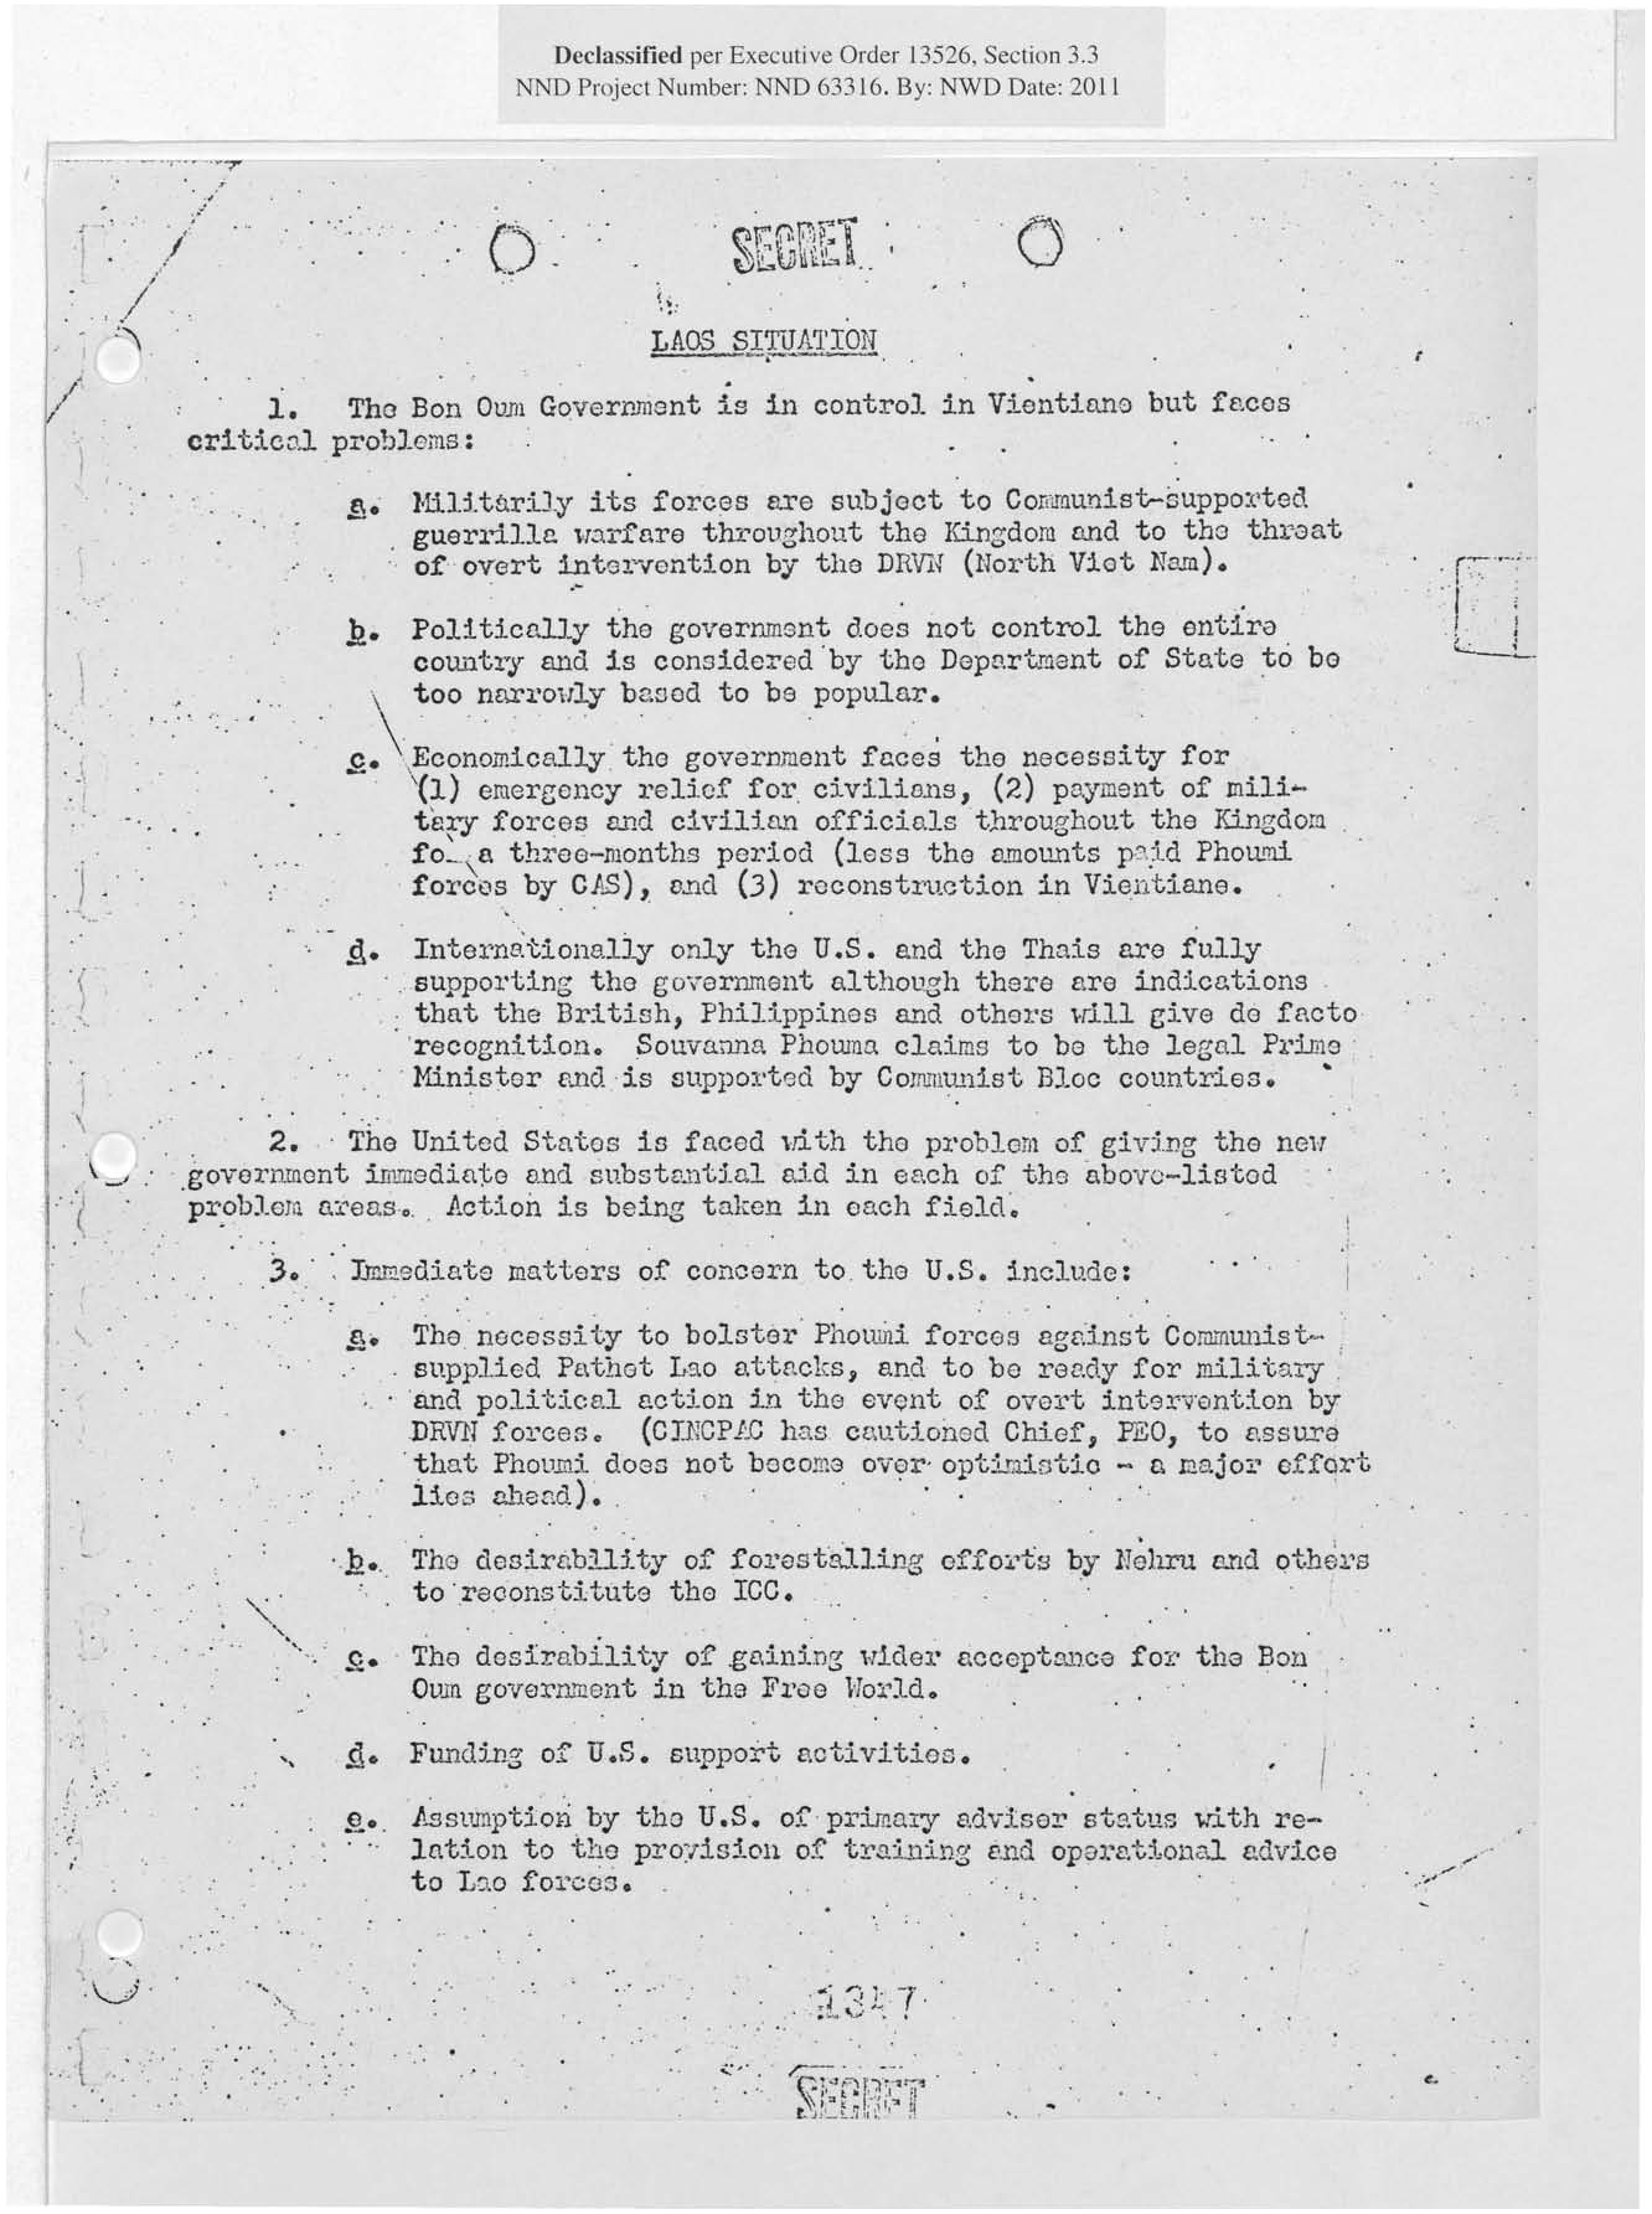 Declassified per Executive Order 13526, Section 3.3
NND Project Number: NND 63316. By: NWD Date: 2011
SECRET
LAOS SITUATION
1. The Bon Oum Government is in control in Vientiane but faces
critical problems:
a. Militarily its forces are subject to Communist-supported
guerrilla warfare throughout the Kingdom and to the threat
of overt intervention by the DRVN (North Viet Nam).
b. Politically the government does not control the entire
country and is considered by the Department of State to be
too narrowly based to be popular.
c. Economically the government faces the necessity for
(1) emergency relief for civilians, (2) payment of mili-
tary forces and civilian officials throughout the Kingdom
fo a three-months period (less the amounts paid Phoumi
forces by CAS), and (3) reconstruction in Vientiane.
d. Internationally only the U.S. and the Thais are fully
supporting the government although there are indications
that the British, Philippines and others will give de facto
recognition. Souvanna Phouma claims to be the legal Prime
Minister and is supported by Communist Bloc countries.
2. The United States is faced with the problem of giving the new
government immediate and substantial aid in each of the above-listed
problem areas. Action is being taken in each field.
3. Immediate matters of concern to the U.S. include:
a. The necessity to bolster Phoumi forces against Communist-
supplied Pathet Lao attacks, and to be ready for military
and political action in the event of overt intervention by
DRVN forces. (CINCPAC has cautioned Chief, PEO, to assure
that Phoumi does not become over optimistic - a major effort
lies ahead).
b. The desirability of forestalling efforts by Nehru and others
to reconstitute the ICC.
c. The desirability of gaining wider acceptance for the Bon
Oum government in the Free World.
d. Funding of U.S. support activities.
e. Assumption by the U.S. of primary adviser status with re-
lation to the provision of training and operational advice
to Lao forces.
1347
SECRET